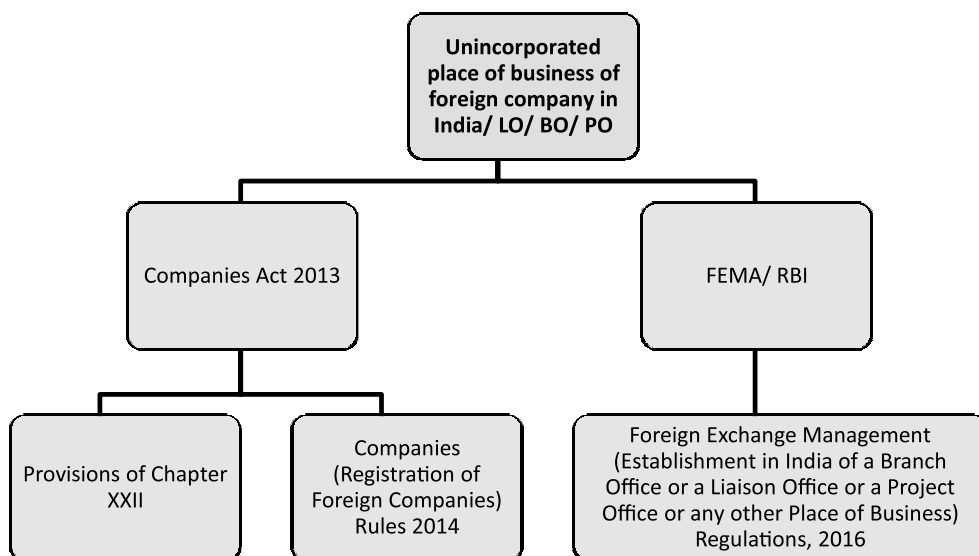 Unincorporated
place of business of
foreign company in
India/ LO/ BO/ PO
Companies Act 2013
FEMA/ RBI
Provisions of Chapter
XXII
Companies
(Registration of
Foreign Companies)
Rules 2014
Foreign Exchange Management
(Establishment in India of a Branch
Office or a Liaison Office or a Project
Office or any other Place of Business)
Regulations, 2016